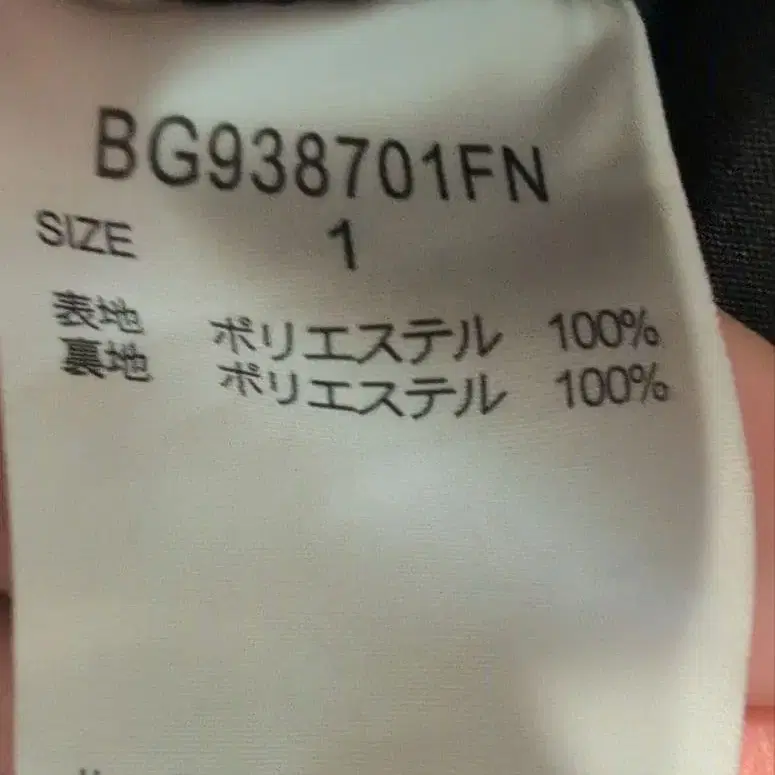 BG938701FN
SIZE 1
表地 ポリエステル 100%
裏地 ポリエステル 100%